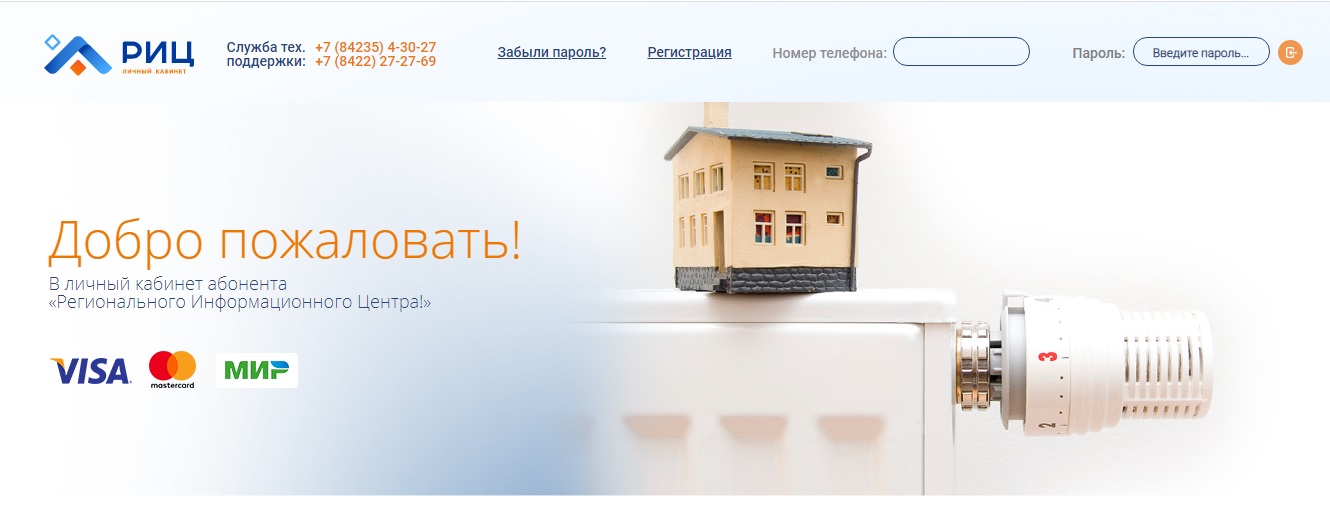 РИЦ
ЛИЧНЫЙ КАБИНЕТ
Служба тех. +7 (84235) 4-30-27
поддержки: +7 (8422) 27-27-69
Забыли пароль?
Регистрация
Номер телефона:
Пароль:
Введите пароль...
Добро пожаловать!
В личный кабинет абонента
«Регионального Информационного Центра!»
VISA
mastercard
МИР
4
3
2